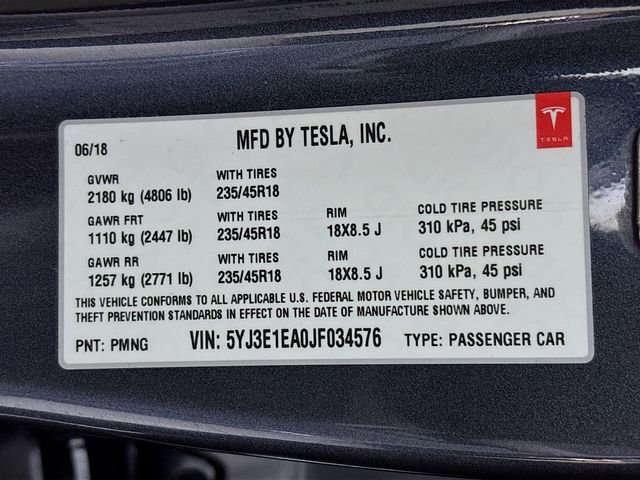 06/18 MFD BY TESLA, INC.
TESLA
GVWR WITH TIRES
2180 kg (4806 lb) 235/45R18
GAWR FRT WITH TIRES RIM COLD TIRE PRESSURE
1110 kg (2447 lb) 235/45R18 18X8.5 J 310 kPa, 45 psi
GAWR RR WITH TIRES RIM COLD TIRE PRESSURE
1257 kg (2771 lb) 235/45R18 18X8.5 J 310 kPa, 45 psi
THIS VEHICLE CONFORMS TO ALL APPLICABLE U.S. FEDERAL MOTOR VEHICLE SAFETY, BUMPER, AND
THEFT PREVENTION STANDARDS IN EFFECT ON THE DATE OF MANUFACTURE SHOWN ABOVE.
PNT: PMNG VIN: 5YJ3E1EA0JF034576 TYPE: PASSENGER CAR